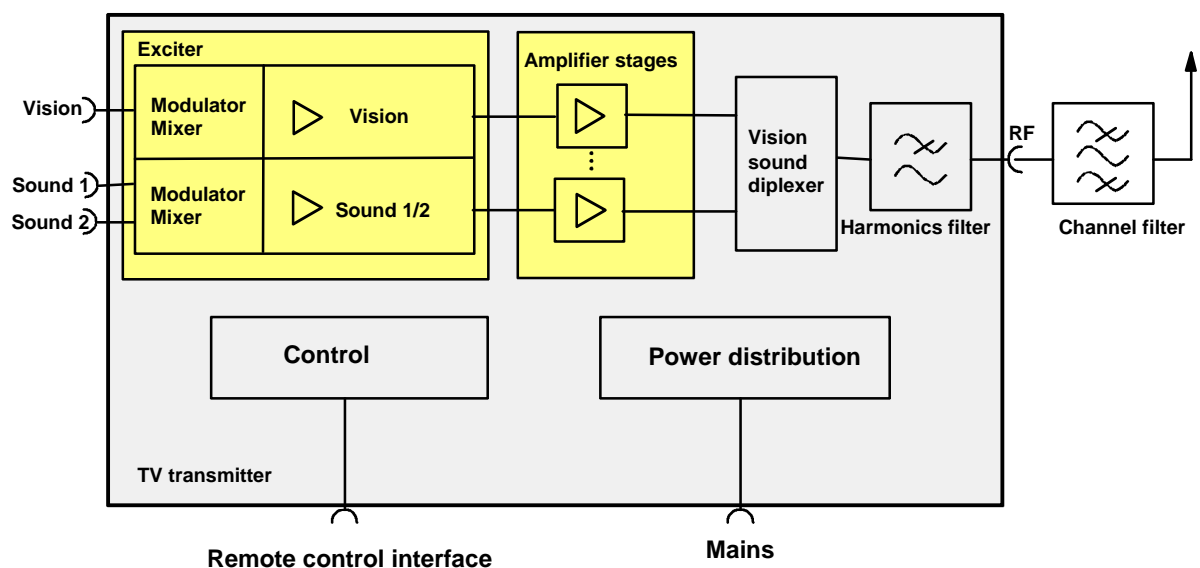 Exciter
Amplifier stages
Vision
Modulator
Mixer
Vision
Vision
sound
diplexer
RF
Sound 1
Sound 2
Modulator
Mixer
Sound 1/2
Harmonics filter
Channel filter
Control
Power distribution
TV transmitter
Remote control interface
Mains